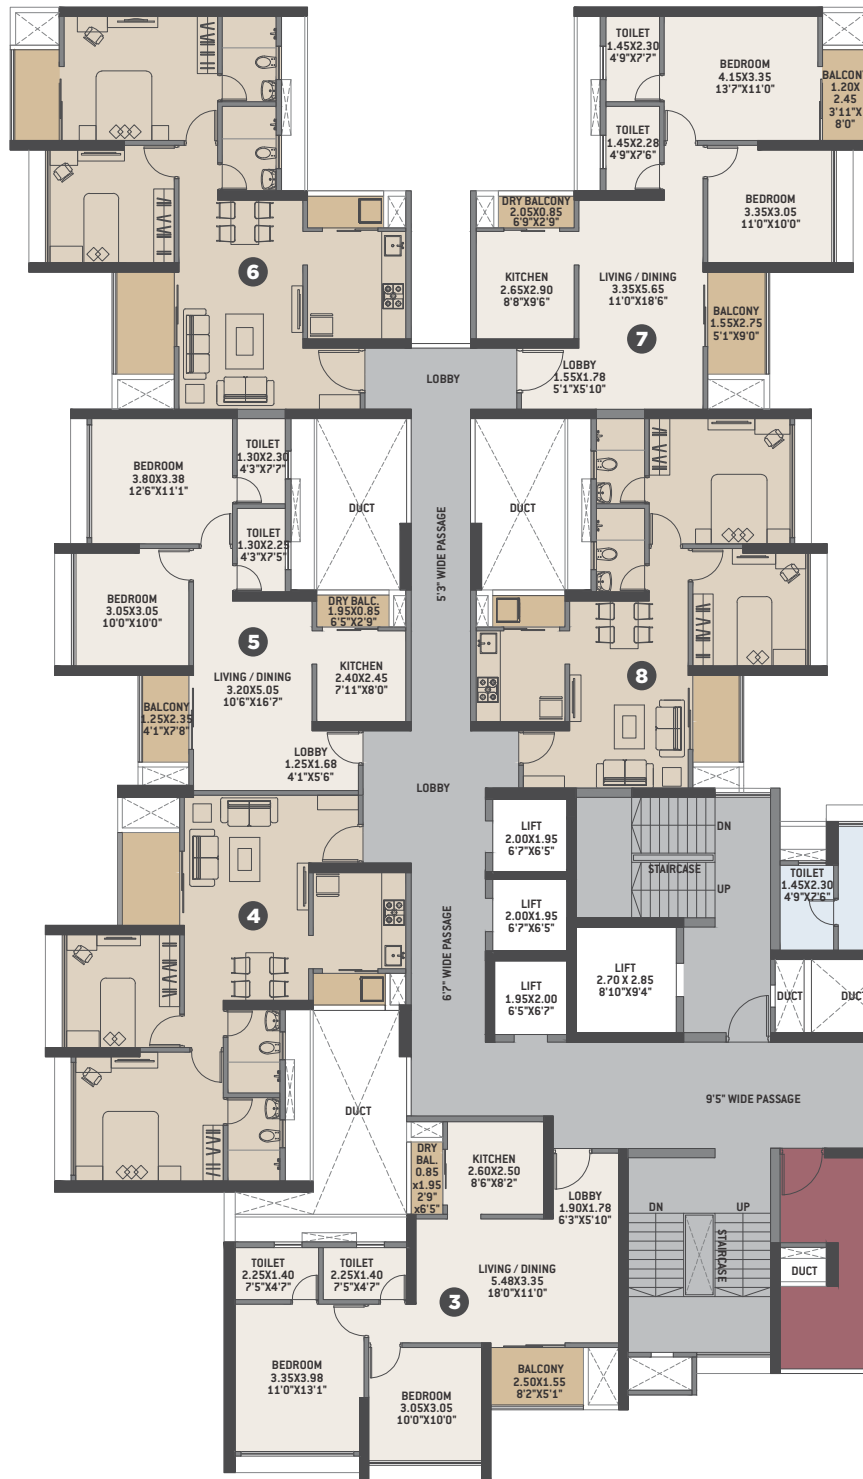 TOILET
1.45X2.30
4'9"X7'7"
BEDROOM
4.15X3.35
13'7"X11'0"
BALCONY
1.20X
2.45
3'11"X
8'0"
TOILET
1.45X2.28
4'9"X7'6"
BEDROOM
3.35X3.05
11'0"X10'0"
DRY BALCONY
2.05X0.85
6'9"X2'9"
6
KITCHEN
2.65X2.90
8'8"X9'6"
LIVING / DINING
3.35X5.65
11'0"X18'6"
BALCONY
1.55X2.75
5'1"X9'0"
7
LOBBY
LOBBY
1.55X1.78
5'1"X5'10"
BEDROOM
3.80X3.38
12'6"X11'1"
TOILET
1.30X2.30
4'3"X7'7"
DUCT
5'3" WIDE PASSAGE
DUCT
TOILET
1.30X2.25
4'3"X7'5"
BEDROOM
3.05X3.05
10'0"X10'0"
DRY BALC.
1.95X0.85
6'5"X2'9"
5
LIVING / DINING
3.20X5.05
10'6"X16'7"
KITCHEN
2.40X2.45
7'11"X8'0"
8
BALCONY
1.25X2.35
4'1"X7'8"
LOBBY
1.25X1.68
4'1"X5'6"
LOBBY
LIFT
2.00X1.95
6'7"X6'5"
DN
STAIRCASE
UP
TOILET
1.45X2.30
4'9"X7'6"
LIFT
2.00X1.95
6'7"X6'5"
4
6'7" WIDE PASSAGE
LIFT
1.95X2.00
6'5"X6'7"
LIFT
2.70 X 2.85
8'10"X9'4"
DUCT
DUCT
DUCT
9'5" WIDE PASSAGE
DRY
BAL.
0.85
x1.95
2'9"
x6'5"
KITCHEN
2.60X2.50
8'6"X8'2"
LOBBY
1.90X1.78
6'3"X5'10"
DN
UP
STAIRCASE
TOILET
2.25X1.40
7'5"X4'7"
TOILET
2.25X1.40
7'5"X4'7"
LIVING / DINING
5.48X3.35
18'0"X11'0"
DUCT
3
BEDROOM
3.35X3.98
11'0"X13'1"
BEDROOM
3.05X3.05
10'0"X10'0"
BALCONY
2.50X1.55
8'2"X5'1"